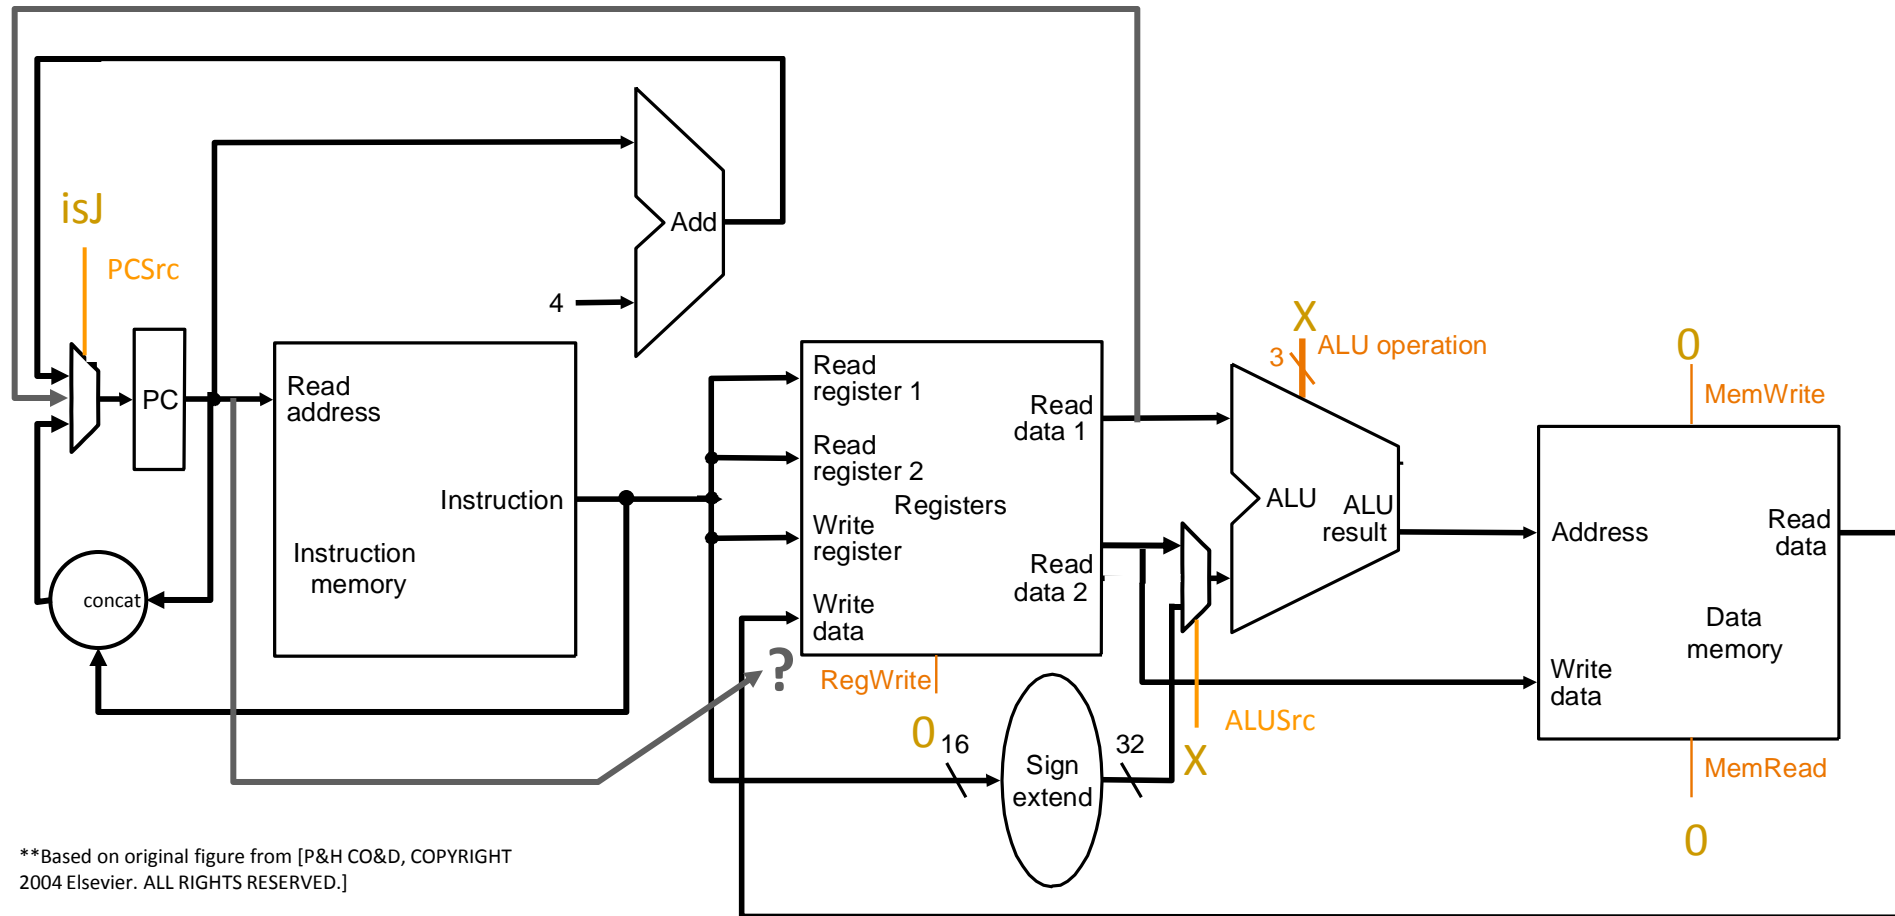 isJ
PCSrc
Add
4
PC
Read
address
Instruction
Instruction
memory
concat
Read
register 1
Read
register 2
Registers
Write
register
Write
data
Read
data 1
Read
data 2
?
RegWrite
0
16
Sign
extend
32
X
ALU operation
3
ALU
ALU
result
ALUSrc
X
0
MemWrite
Address
Read
data
Data
memory
Write
data
MemRead
0
**Based on original figure from [P&H CO&D, COPYRIGHT
2004 Elsevier. ALL RIGHTS RESERVED.]